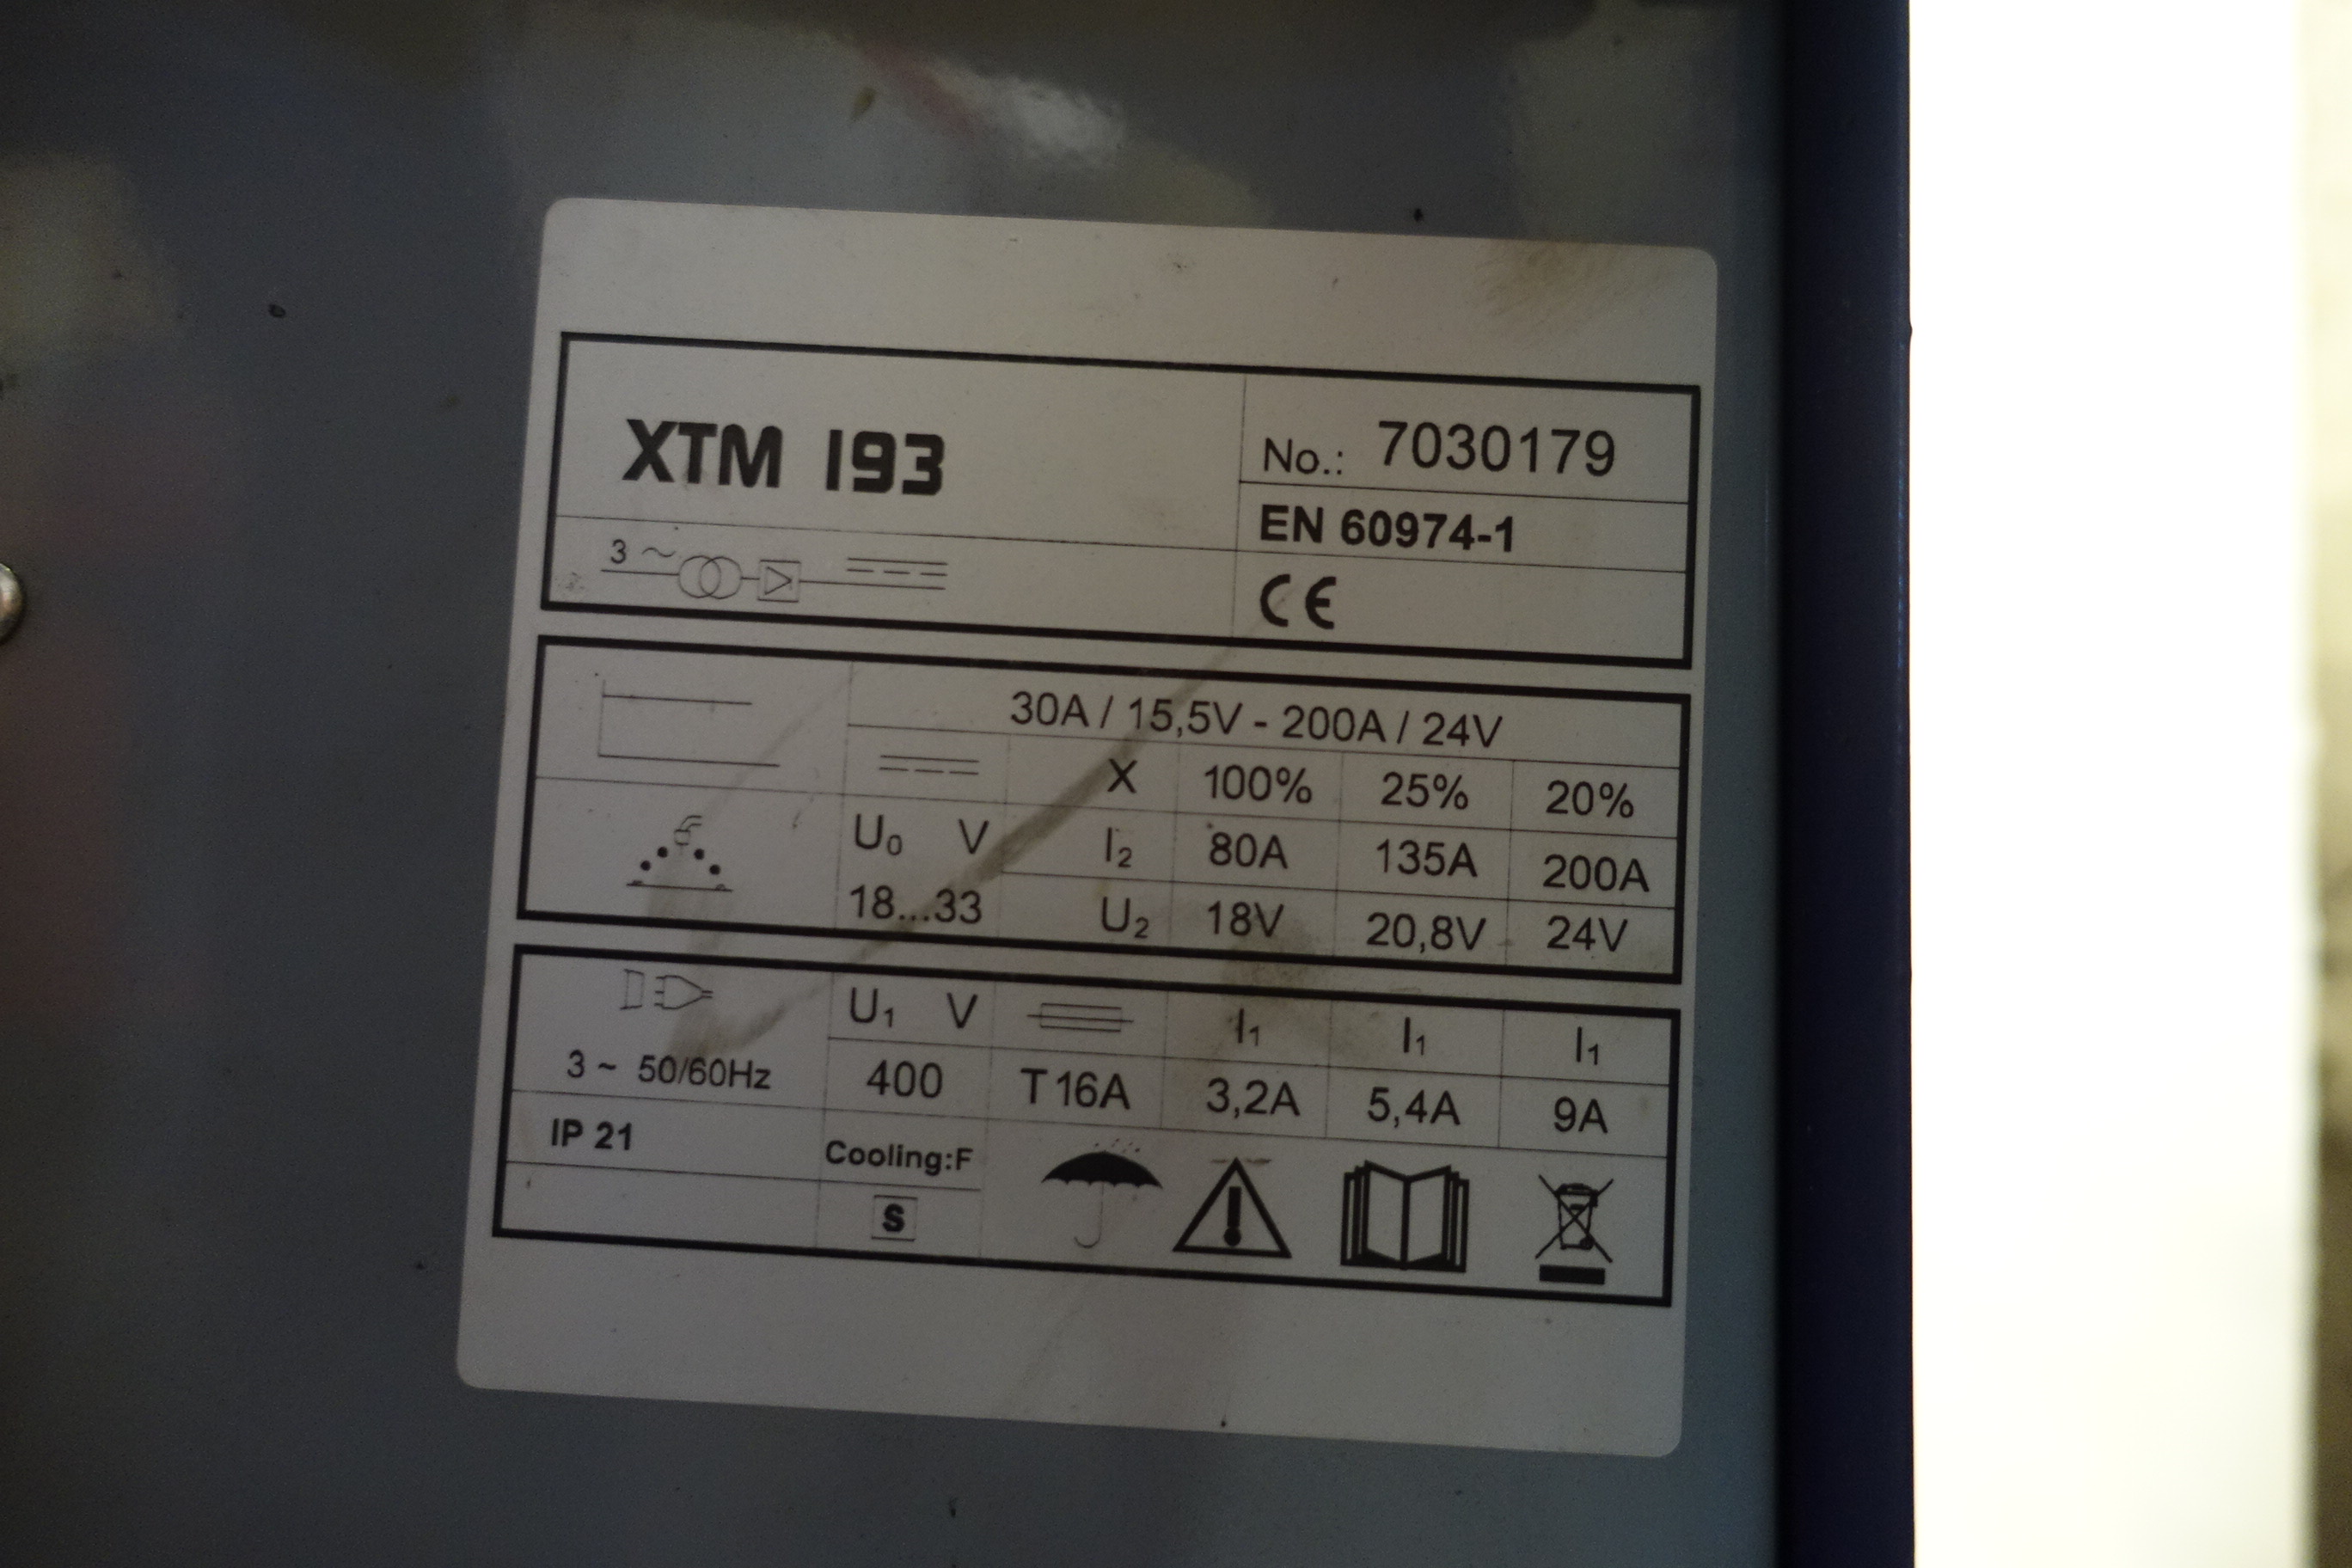 XTM 193
No.: 7030179
EN 60974-1
3 ~
CE
30A / 15,5V - 200A / 24V
X 100% 25% 20%
U₀ V I₂ 80A 135A 200A
18...33 U₂ 18V 20,8V 24V
U₁ V I₁ I₁ I₁
3 ~ 50/60Hz 400 T16A 3,2A 5,4A 9A
IP 21 Cooling:F
S